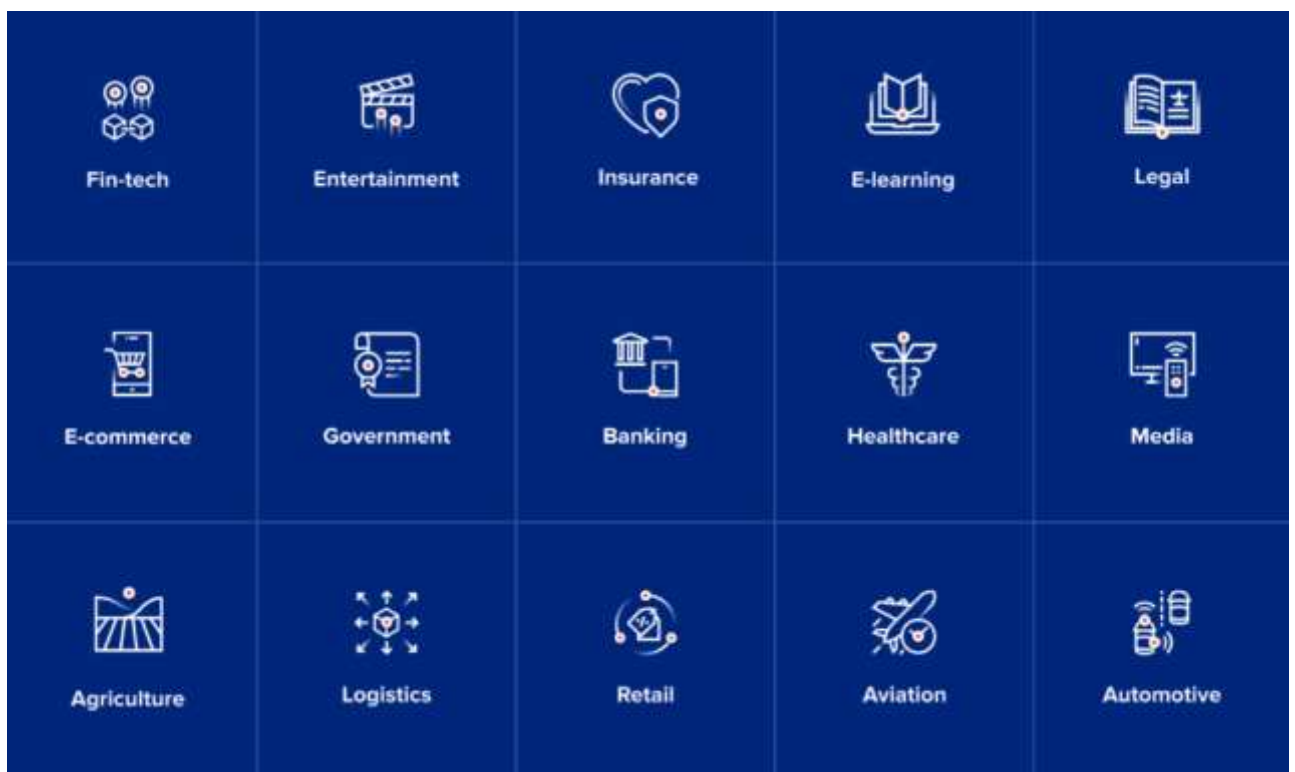 Fin-tech
Entertainment
Insurance
E-learning
Legal
E-commerce
Government
Banking
Healthcare
Media
Agriculture
Logistics
Retail
Aviation
Automotive